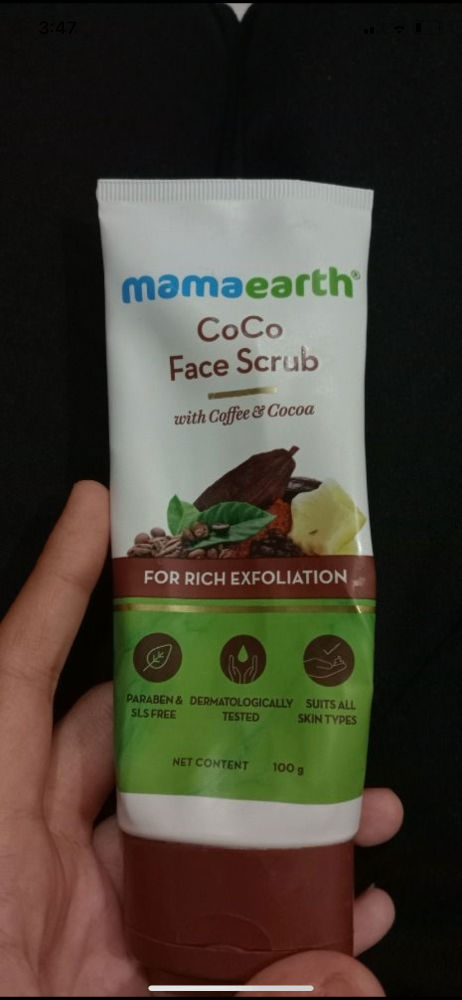 3:47
mamaearth®
CoCo
Face Scrub
with Coffee & Cocoa
FOR RICH EXFOLIATION
PARABEN &
SLS FREE
DERMATOLOGICALLY
TESTED
SUITS ALL
SKIN TYPES
NET CONTENT 100 g